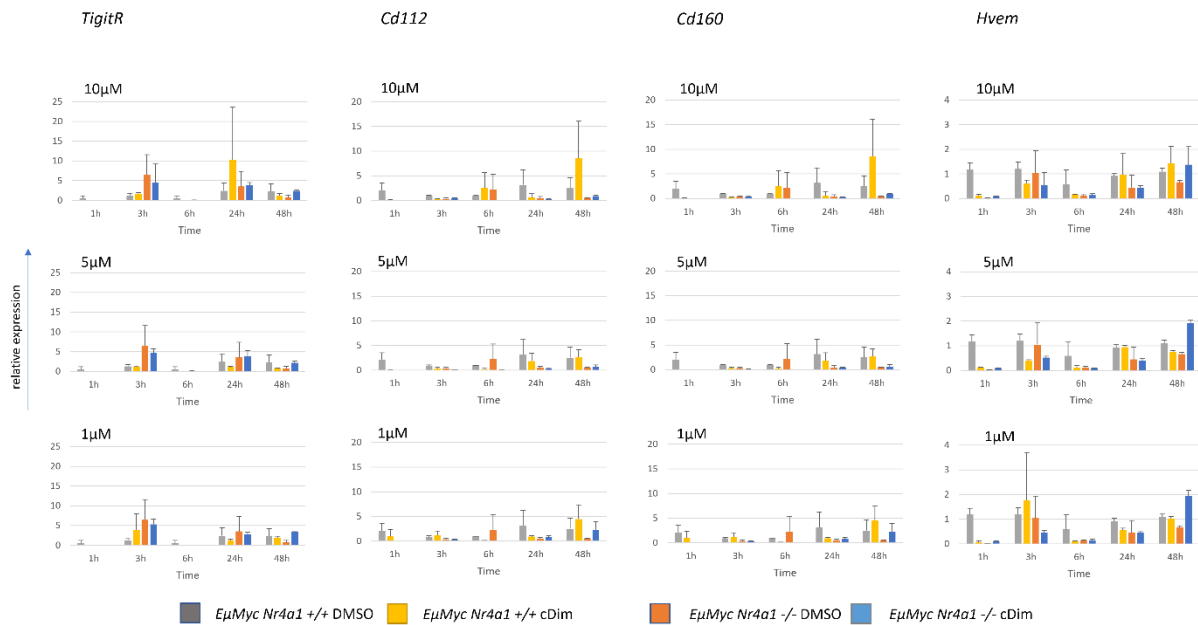 TigitR Cd112 Cd160 Hvem
10µM 10µM 10µM 10µM
25 20 20 4
20 15 15 3
15 10 10 2
10 5 5 1
5 0 0 0
0
1h 3h 6h 24h 48h 1h 3h 6h 24h 48h 1h 3h 6h 24h 48h 1h 3h 6h 24h 48h
Time Time Time Time
relative expression
5µM 5µM 5µM 5µM
25 20 20 4
20 15 15 3
15 10 10 2
10 5 5 1
5 0 0 0
0
1h 3h 6h 24h 48h 1h 3h 6h 24h 48h 1h 3h 6h 24h 48h 1h 3h 6h 24h 48h
Time Time Time Time
1µM 1µM 1µM 1µM
25 20 20 4
20 15 15 3
15 10 10 2
10 5 5 1
5 0 0 0
0
1h 3h 6h 24h 48h 1h 3h 6h 24h 48h 1h 3h 6h 24h 48h 1h 3h 6h 24h 48h
Time Time Time Time
EµMyc Nr4a1 +/+ DMSO EµMyc Nr4a1 +/+ cDim EµMyc Nr4a1 -/- DMSO EµMyc Nr4a1 -/- cDim